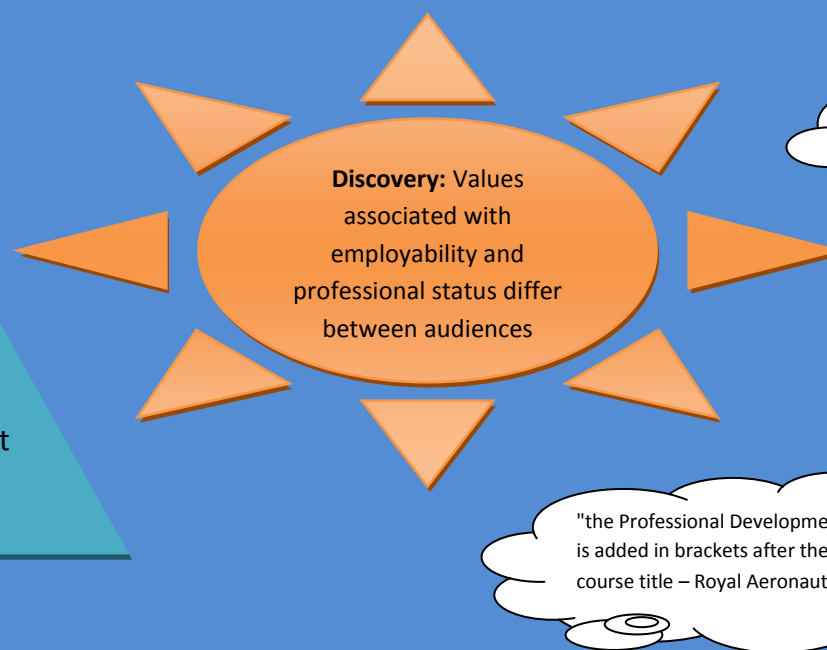 Discovery: Values
associated with
employability and
professional status differ
between audiences
t
"the Professional Developme
is added in brackets after the
course title – Royal Aeronaut